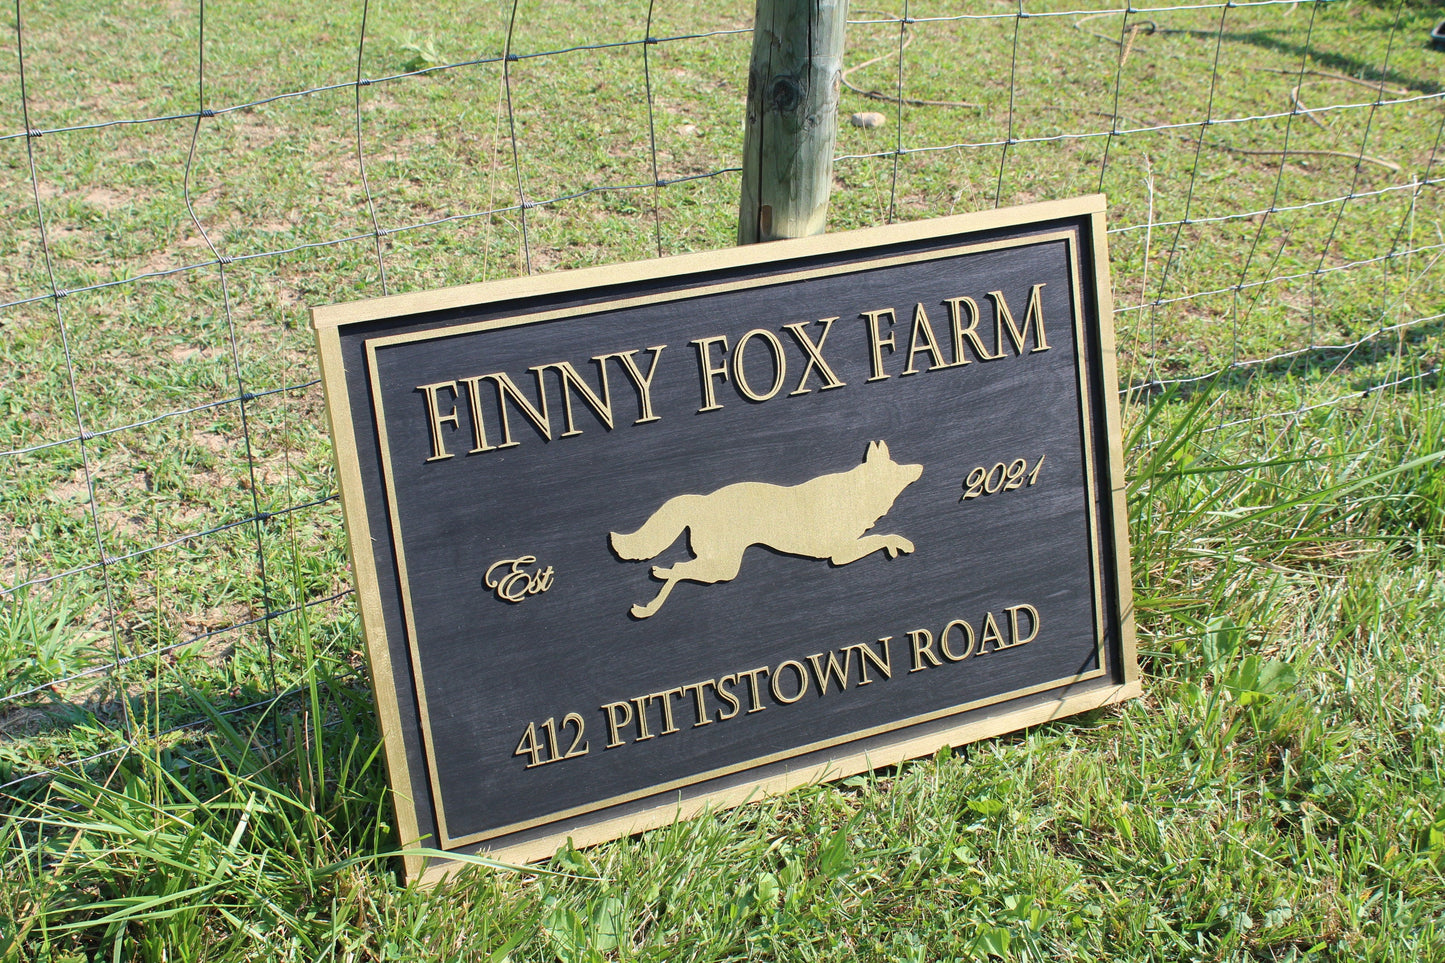 FINNY FOX FARM
Est 2021
412 PITTSTOWN ROAD